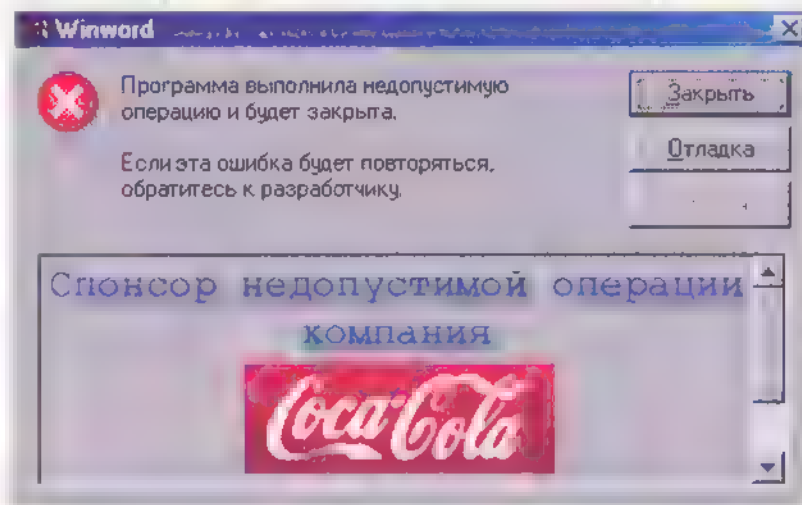 Winword
Программа выполнила недопустимую
операцию и будет закрыта.
Если эта ошибка будет повторяться,
обратитесь к разработчику.
Закрыть
Отладка
Спонсор недопустимой операции
компания
Coca-Cola